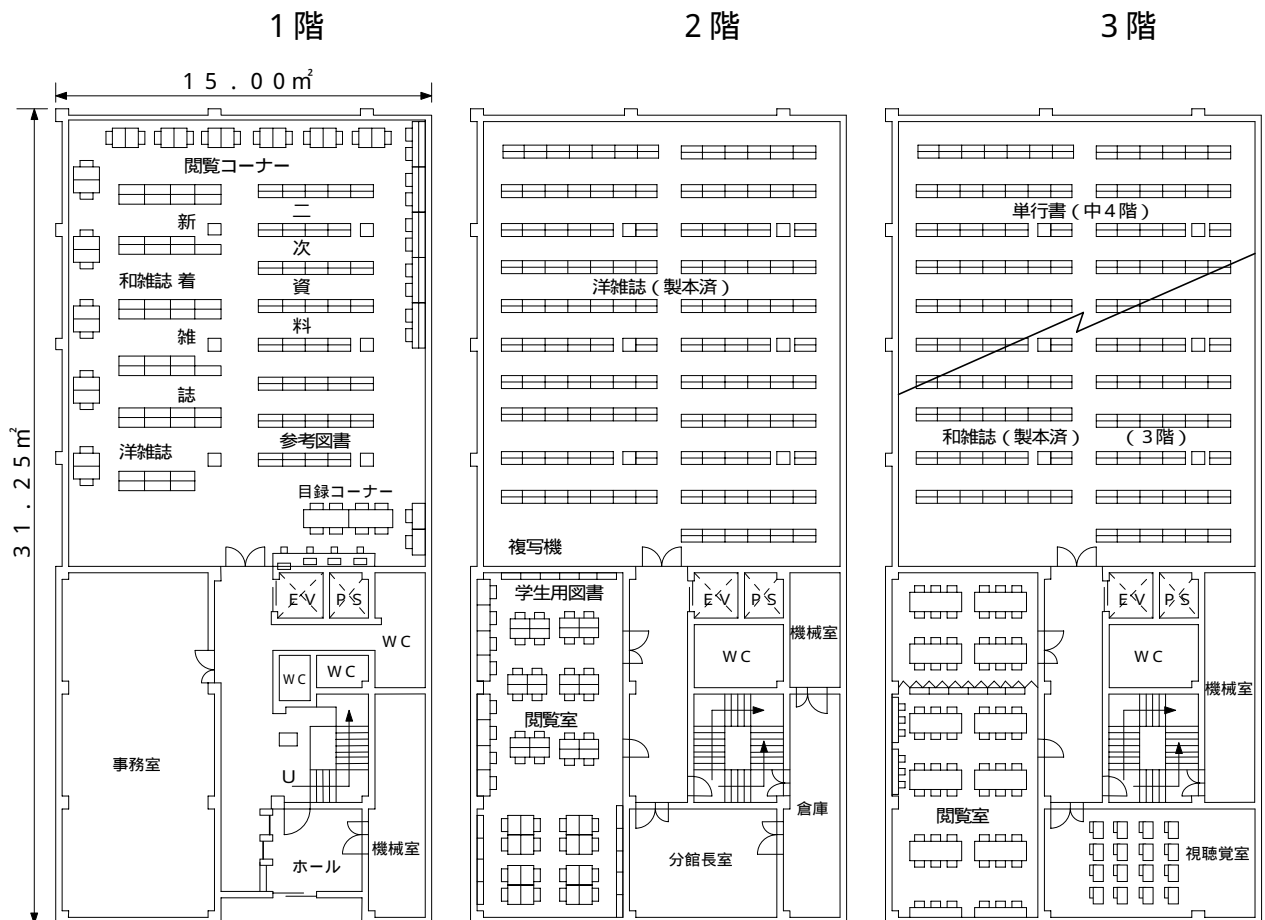 1階
2階
3階
15.00㎡
31.25㎡
閲覧コーナー
新
着
雑
誌
和雑誌
洋雑誌
二
次
資
料
参考図書
目録コーナー
EV
PS
WC
WC
WC
事務室
U
ホール
機械室
洋雑誌(製本済)
複写機
学生用図書
閲覧室
EV
PS
WC
機械室
倉庫
分館長室
単行書(中4階)
和雑誌(製本済)
(3階)
EV
PS
WC
機械室
閲覧室
視聴覚室